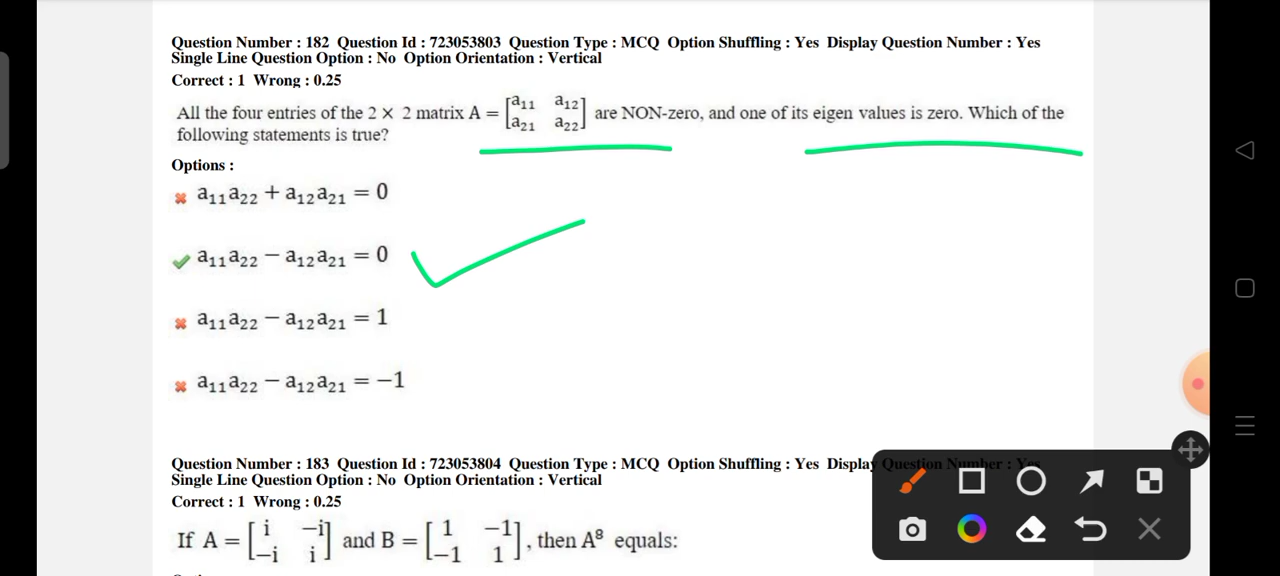 Question Number : 182 Question Id : 723053803 Question Type : MCQ Option Shuffling : Yes Display Question Number : Yes
Single Line Question Option : No Option Orientation : Vertical
Correct : 1 Wrong : 0.25
All the four entries of the 2 × 2 matrix A = [a₁₁ a₁₂; a₂₁ a₂₂] are NON-zero, and one of its eigen values is zero. Which of the
following statements is true?
Options :
a₁₁a₂₂ + a₁₂a₂₁ = 0
a₁₁a₂₂ − a₁₂a₂₁ = 0
a₁₁a₂₂ − a₁₂a₂₁ = 1
a₁₁a₂₂ − a₁₂a₂₁ = −1
Question Number : 183 Question Id : 723053804 Question Type : MCQ Option Shuffling : Yes Display Question Number : Yes
Single Line Question Option : No Option Orientation : Vertical
Correct : 1 Wrong : 0.25
If A = [i −i; −i i] and B = [1 −1; −1 1], then A⁸ equals: